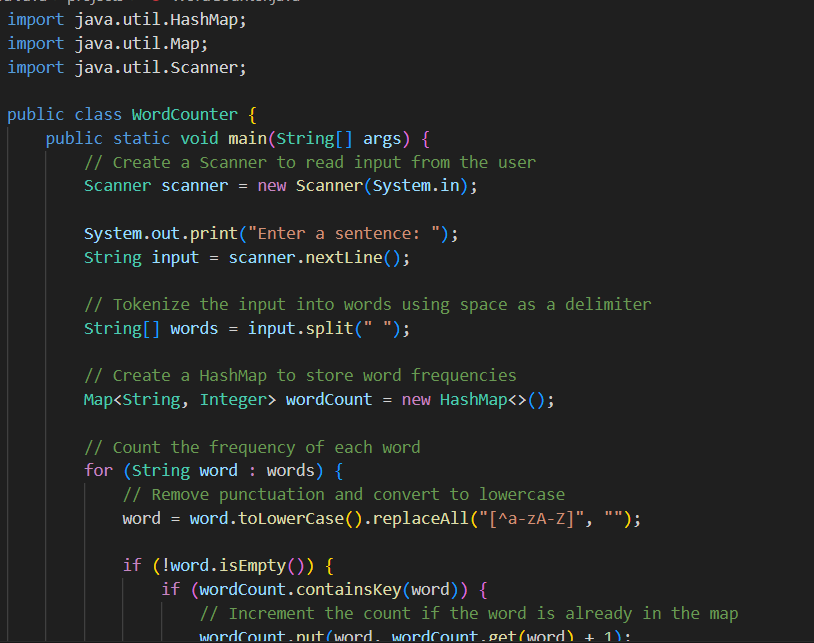 import java.util.HashMap;
import java.util.Map;
import java.util.Scanner;

public class WordCounter {
    public static void main(String[] args) {
        // Create a Scanner to read input from the user
        Scanner scanner = new Scanner(System.in);

        System.out.print("Enter a sentence: ");
        String input = scanner.nextLine();

        // Tokenize the input into words using space as a delimiter
        String[] words = input.split(" ");

        // Create a HashMap to store word frequencies
        Map<String, Integer> wordCount = new HashMap<>();

        // Count the frequency of each word
        for (String word : words) {
            // Remove punctuation and convert to lowercase
            word = word.toLowerCase().replaceAll("[^a-zA-Z]", "");

            if (!word.isEmpty()) {
                if (wordCount.containsKey(word)) {
                    // Increment the count if the word is already in the map
                    wordCount.put(word, wordCount.get(word) + 1);